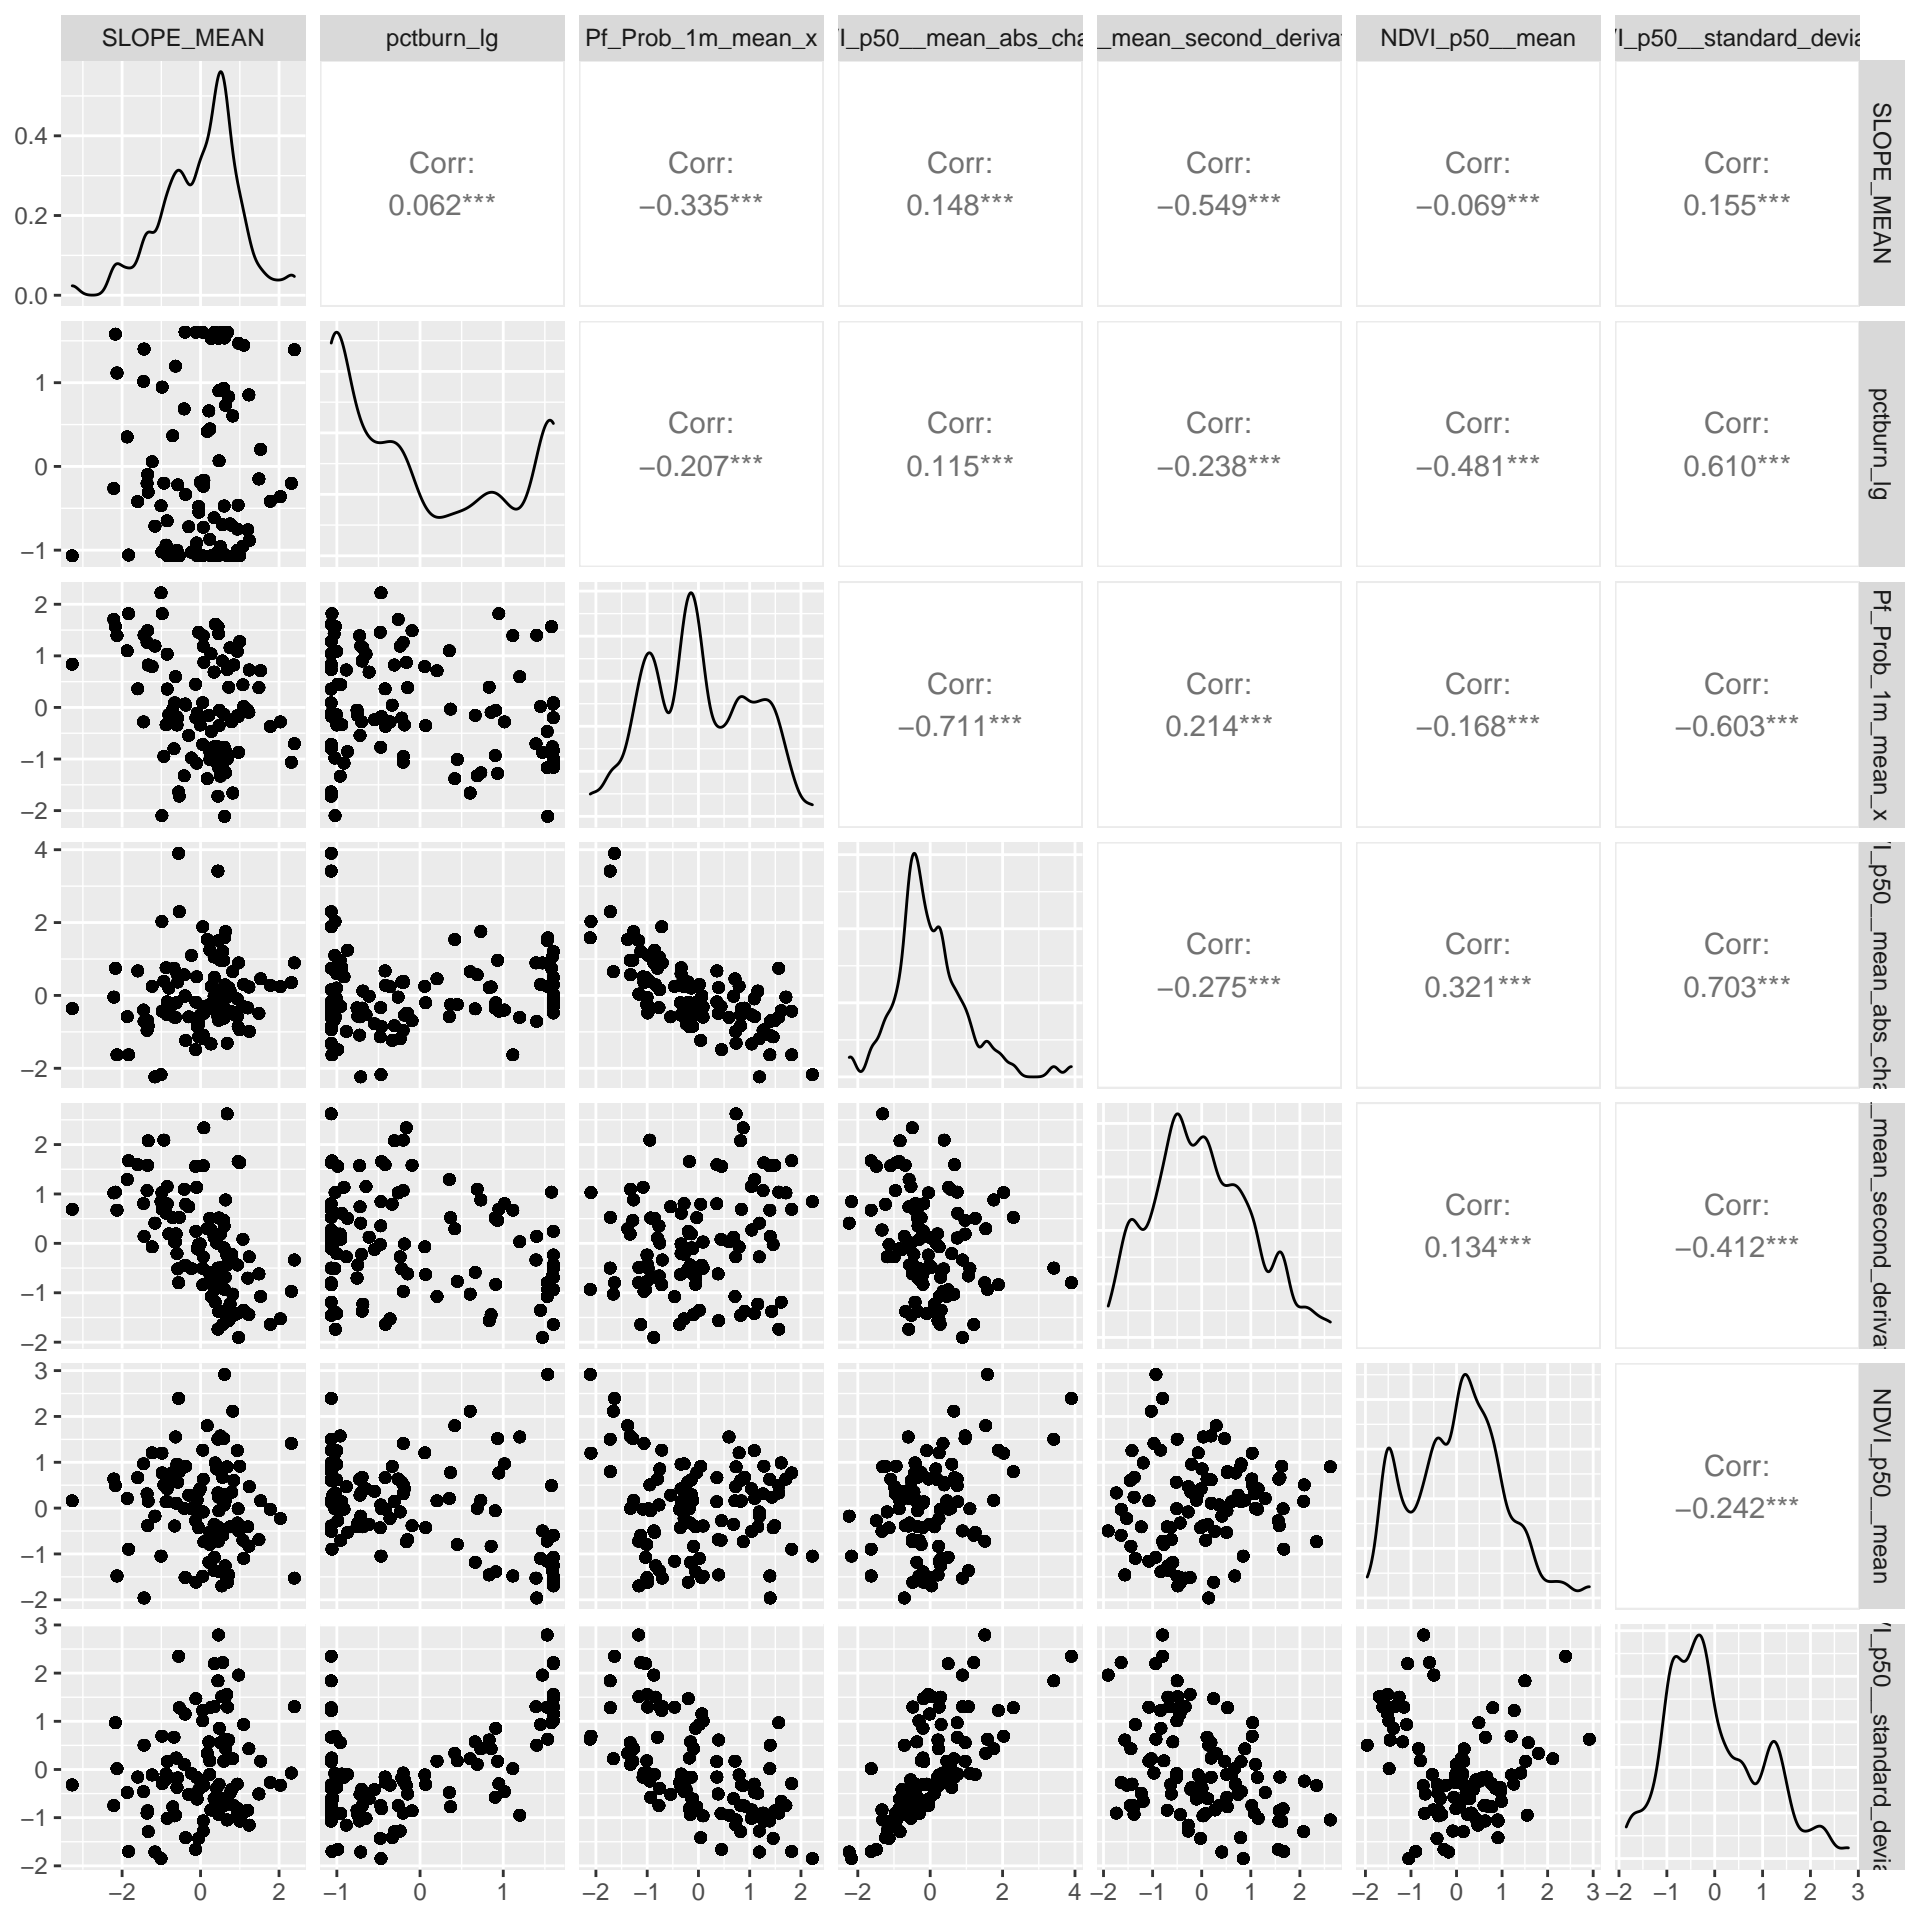 SLOPE_MEAN
pctburn_lg
Pf_Prob_1m_mean_x
I_p50__mean_abs_cha
_mean_second_deriva
NDVI_p50__mean
I_p50__standard_devia
0.4
0.2
0.0
Corr:
0.062***
Corr:
−0.335***
Corr:
0.148***
Corr:
−0.549***
Corr:
−0.069***
Corr:
0.155***
SLOPE_MEAN
1
0
−1
Corr:
−0.207***
Corr:
0.115***
Corr:
−0.238***
Corr:
−0.481***
Corr:
0.610***
pctburn_lg
2
1
0
−1
−2
Corr:
−0.711***
Corr:
0.214***
Corr:
−0.168***
Corr:
−0.603***
Pf_Prob_1m_mean_x
4
2
0
−2
Corr:
−0.275***
Corr:
0.321***
Corr:
0.703***
I_p50__mean_abs_cha
2
1
0
−1
−2
Corr:
0.134***
Corr:
−0.412***
_mean_second_deriva
3
2
1
0
−1
−2
Corr:
−0.242***
NDVI_p50__mean
3
2
1
0
−1
−2
I_p50__standard_devia
−2 0 2
−1 0 1
−2 −1 0 1 2
−2 0 2 4
−2 −1 0 1 2
−2 −1 0 1 2 3
−2 −1 0 1 2 3